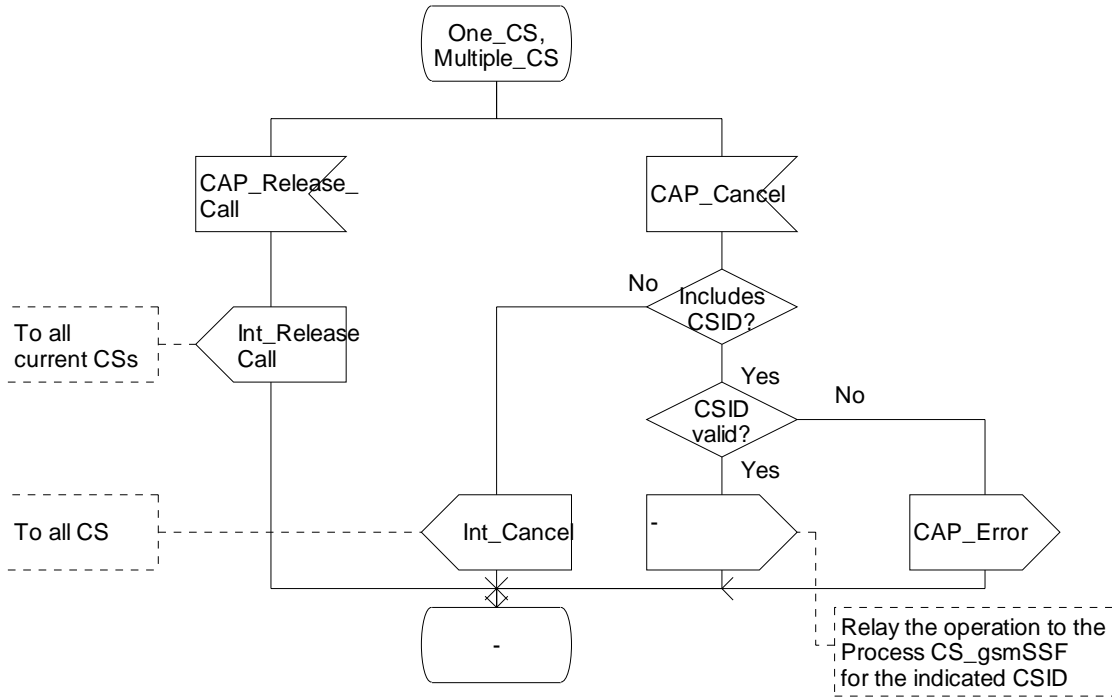 One_CS,
Multiple_CS
CAP_Release_
Call
CAP_Cancel
No
Includes
CSID?
To all
current CSs
Int_Release
Call
Yes
CSID
valid?
No
Yes
To all CS
Int_Cancel
-
CAP_Error
-
Relay the operation to the
Process CS_gsmSSF
for the indicated CSID